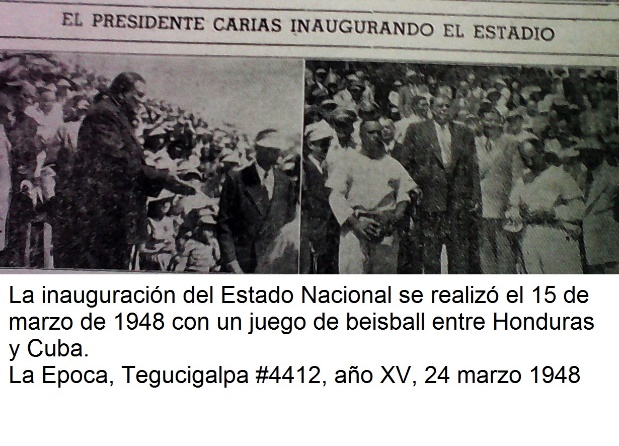 EL PRESIDENTE CARIAS INAUGURANDO EL ESTADIO
La inauguración del Estado Nacional se realizó el 15 de
marzo de 1948 con un juego de beisball entre Honduras
y Cuba.
La Epoca, Tegucigalpa #4412, año XV, 24 marzo 1948